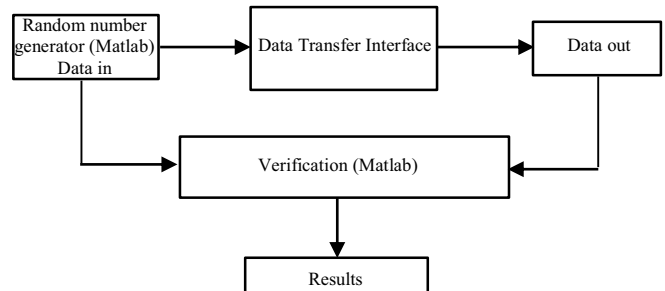 Random number
generator (Matlab)
Data in
Data Transfer Interface
Data out
Verification (Matlab)
Results